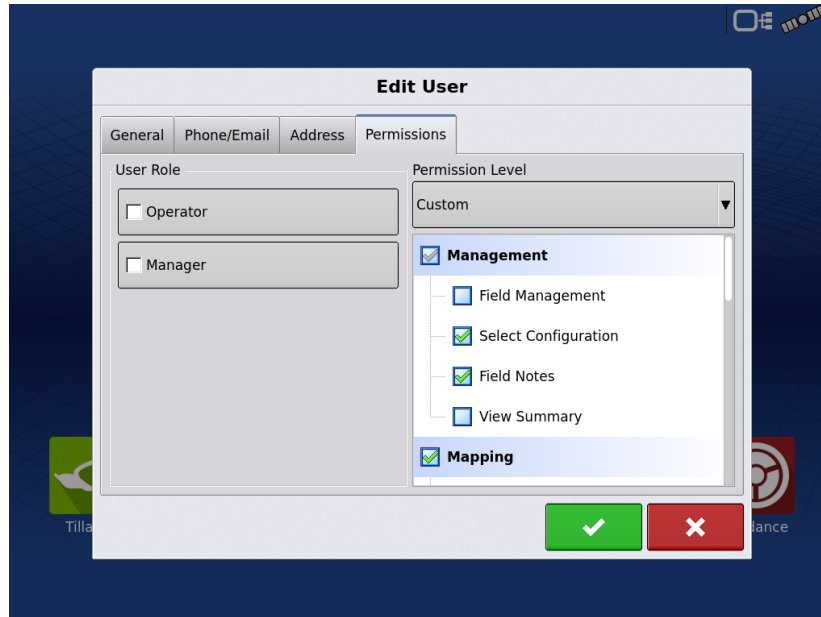 Edit User
General Phone/Email Address Permissions
User Role
Operator
Manager
Permission Level
Custom
Management
Field Management
Select Configuration
Field Notes
View Summary
Mapping